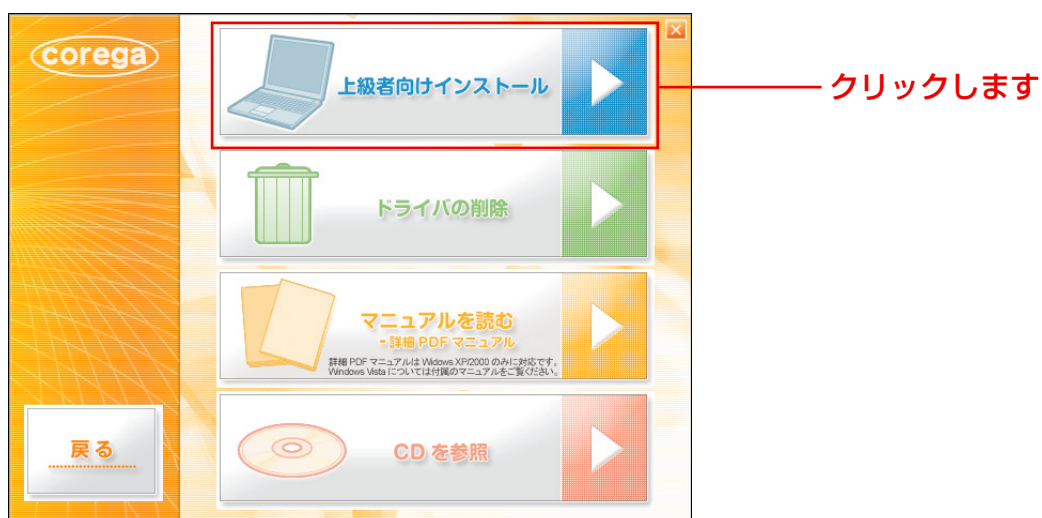 corega
上級者向けインストール
クリックします
ドライバの削除
マニュアルを読む
- 詳細 PDF マニュアル
詳細 PDF マニュアルは Widows XP/2000 のみに対応です。
Windows Vista については付属のマニュアルをご覧ください。
戻る
CD を参照